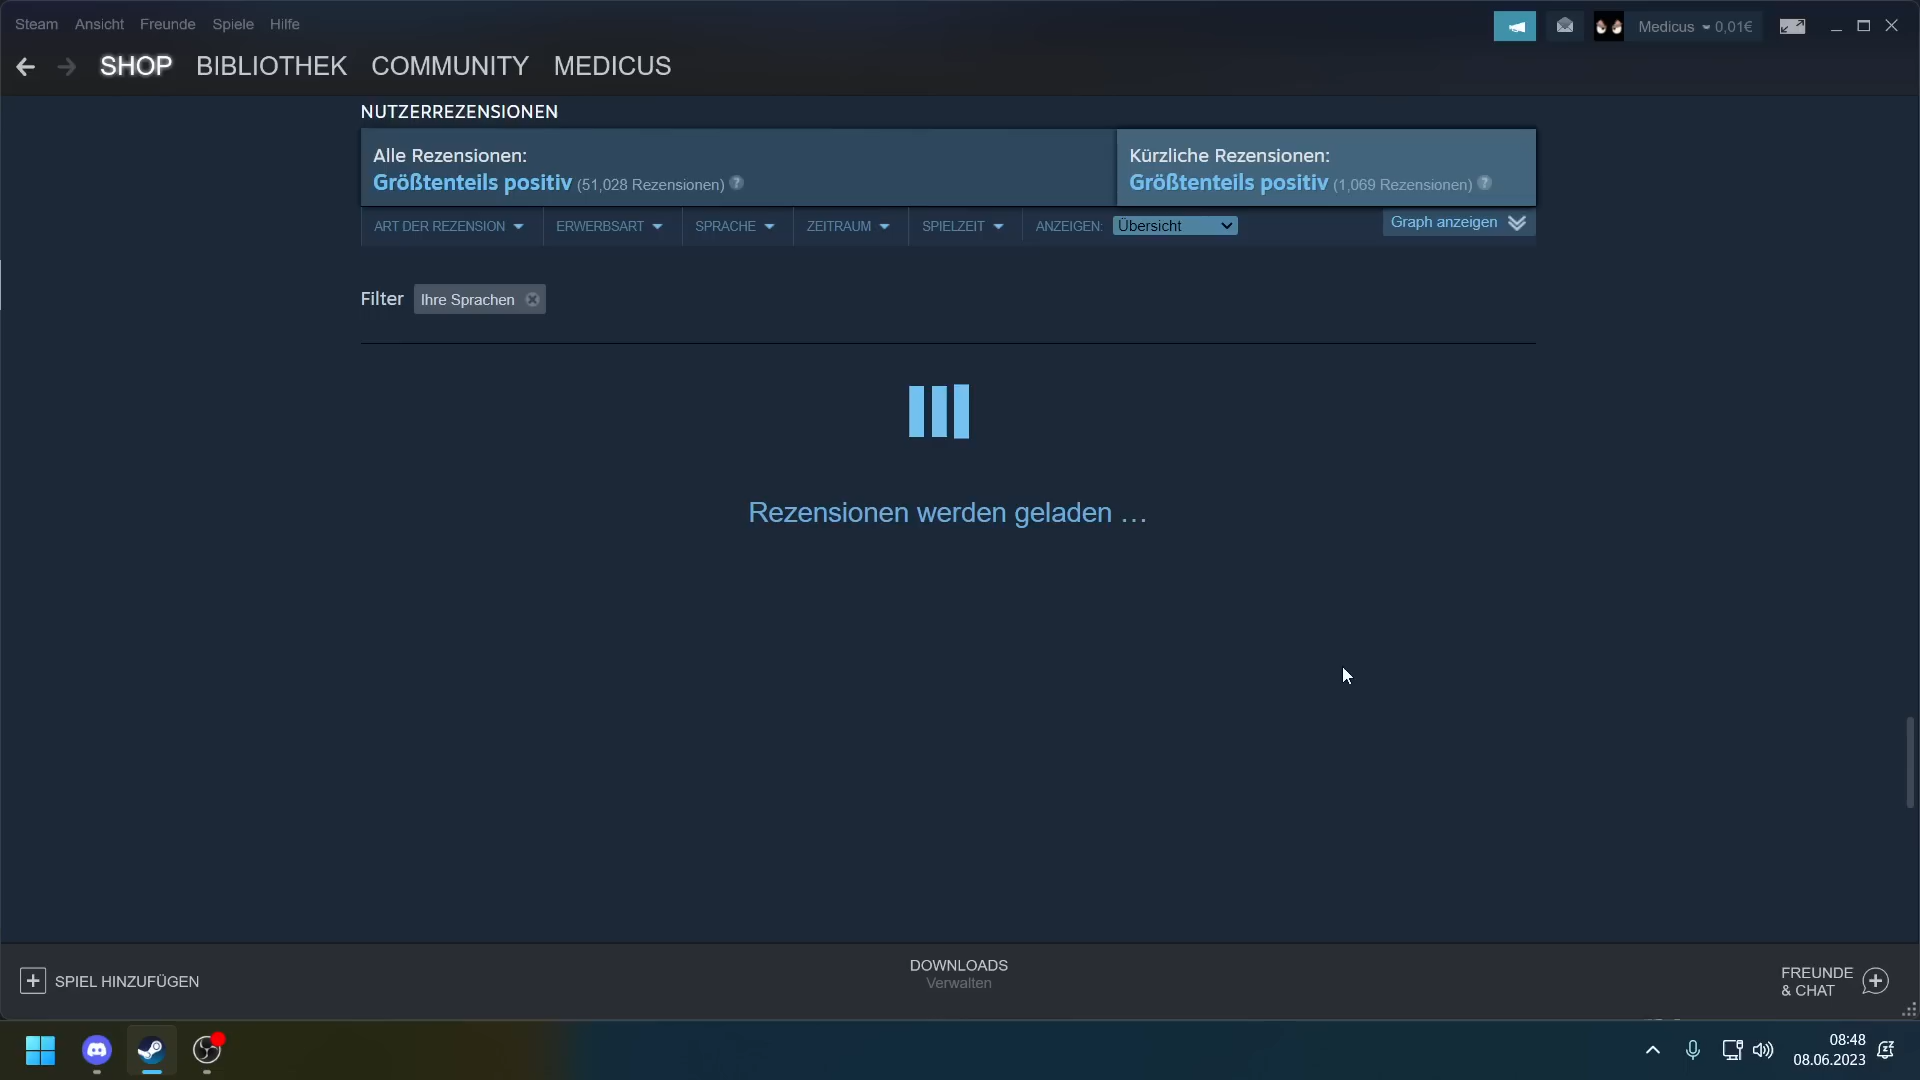 Steam Ansicht Freunde Spiele Hilfe
Medicus 0,01€
SHOP BIBLIOTHEK COMMUNITY MEDICUS
NUTZERREZENSIONEN
Alle Rezensionen:
Größtenteils positiv (51,028 Rezensionen) ?
Kürzliche Rezensionen:
Größtenteils positiv (1,069 Rezensionen) ?
ART DER REZENSION ERWERBSART SPRACHE ZEITRAUM SPIELZEIT ANZEIGEN: Übersicht Graph anzeigen
Filter Ihre Sprachen
Rezensionen werden geladen …
SPIEL HINZUFÜGEN
DOWNLOADS
Verwalten
FREUNDE
& CHAT
08:48
08.06.2023